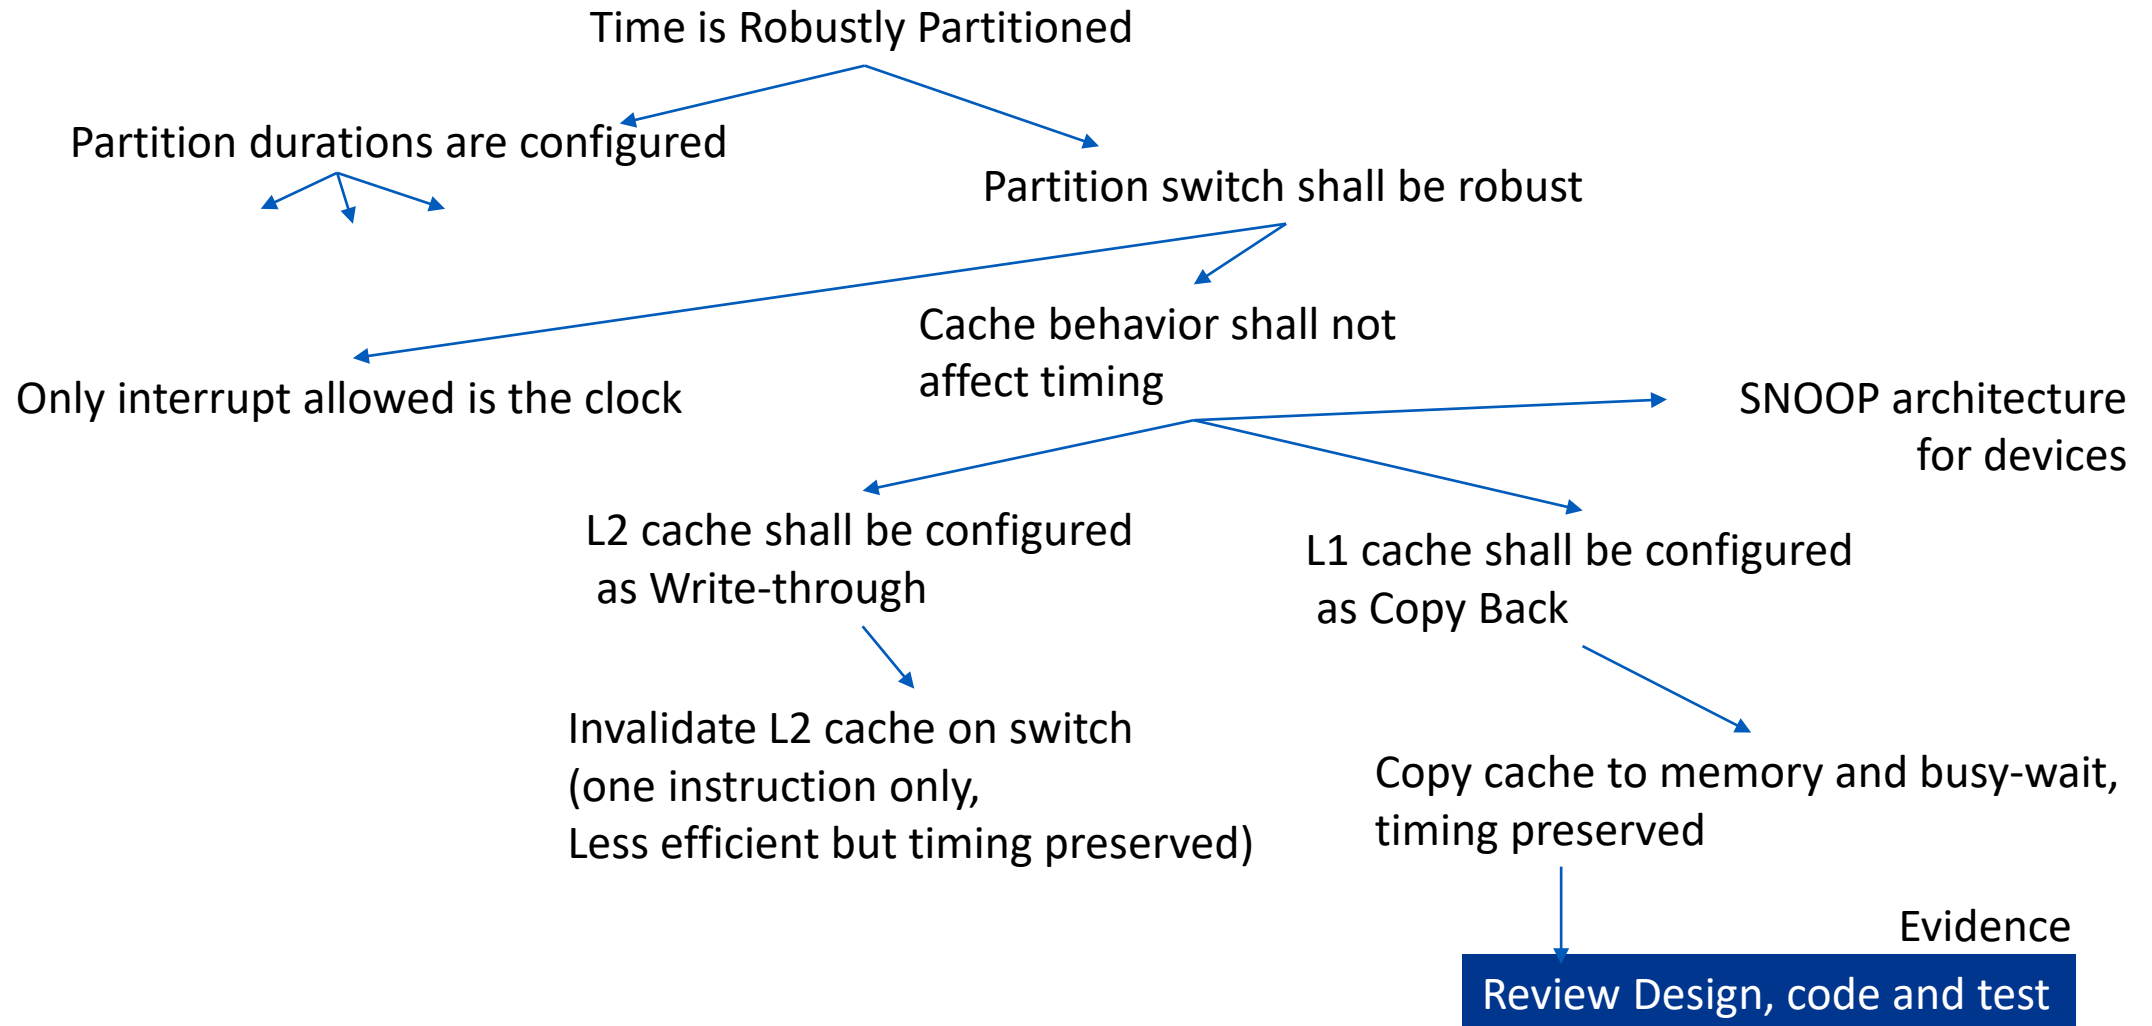 Time is Robustly Partitioned
Partition durations are configured
Partition switch shall be robust
Cache behavior shall not
affect timing
Only interrupt allowed is the clock
SNOOP architecture
for devices
L2 cache shall be configured
as Write-through
L1 cache shall be configured
as Copy Back
Invalidate L2 cache on switch
(one instruction only,
Less efficient but timing preserved)
Copy cache to memory and busy-wait,
timing preserved
Evidence
Review Design, code and test